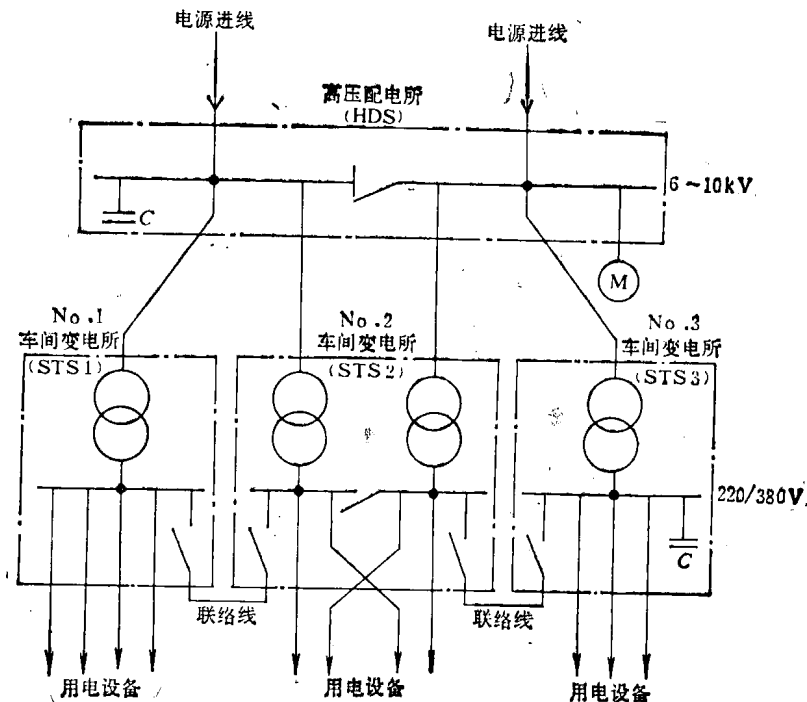 电源进线
电源进线
高压配电所
(HDS)
6~10kV
C
M
No.1
车间变电所
(STS1)
No.2
车间变电所
(STS2)
No.3
车间变电所
(STS3)
220/380V
C
联络线
联络线
用电设备
用电设备
用电设备